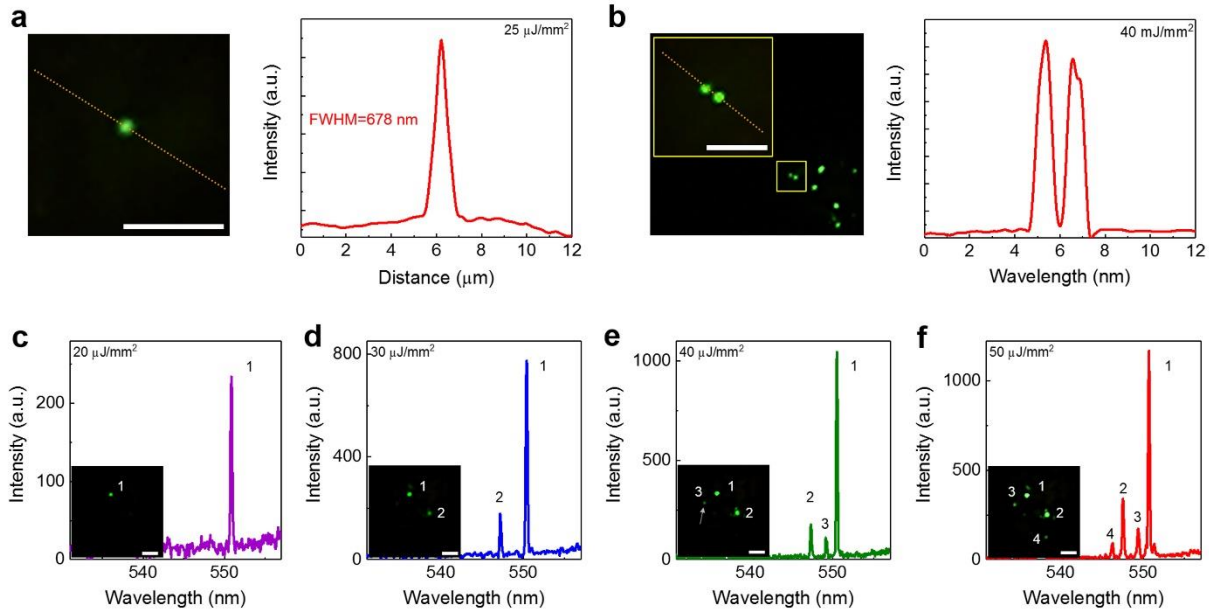 a
25 μJ/mm²
Intensity (a.u.)
FWHM=678 nm
0 2 4 6 8 10 12
Distance (μm)
b
40 mJ/mm²
Intensity (a.u.)
0 2 4 6 8 10 12
Wavelength (nm)
c
20 μJ/mm²
1
Intensity (a.u.)
200
100
0
1
540 550
Wavelength (nm)
d
30 μJ/mm²
1
Intensity (a.u.)
800
400
0
2
1
2
540 550
Wavelength (nm)
e
40 μJ/mm²
1
Intensity (a.u.)
1000
500
0
2
3
3
1
2
540 550
Wavelength (nm)
f
50 μJ/mm²
1
Intensity (a.u.)
1000
500
0
2
3
4
3
1
2
4
540 550
Wavelength (nm)